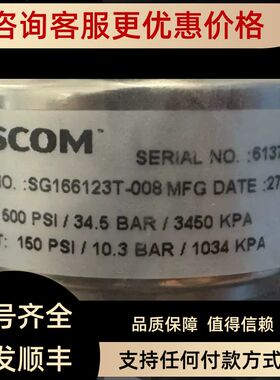 咨询客服更优惠价格
SCOM
SERIAL NO. :6137
NO. :SG166123T-008 MFG DATE :27
500 PSI / 34.5 BAR / 3450 KPA
T: 150 PSI / 10.3 BAR / 1034 KPA
号齐全
品质保障 值得信赖
发顺丰
支持任何付款方式